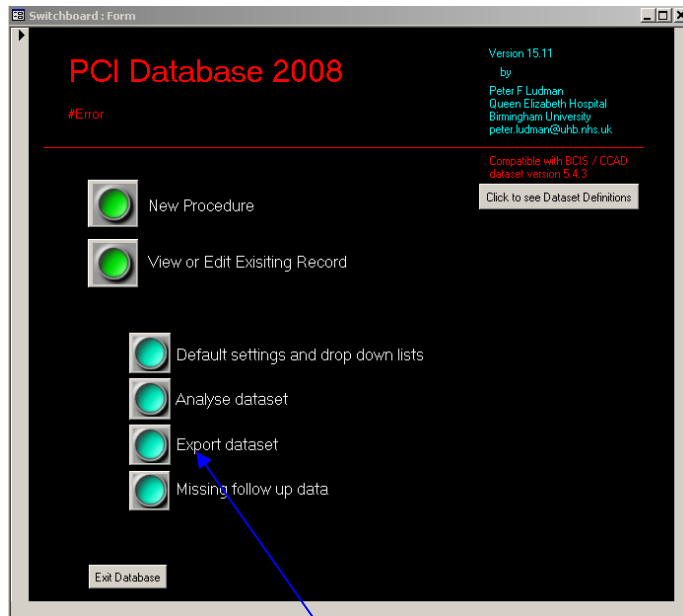 Switchboard : Form
PCI Database 2008
#Error
Version 15.11
by
Peter F Ludman
Queen Elizabeth Hospital
Birmingham University
peter.ludman@uhb.nhs.uk
Compatible with BCIS / CCAD
dataset version 5.4.3
Click to see Dataset Definitions
New Procedure
View or Edit Exisiting Record
Default settings and drop down lists
Analyse dataset
Export dataset
Missing follow up data
Exit Database